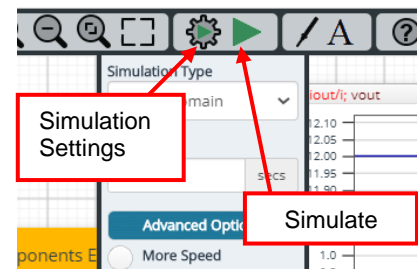 A
Simulation Type
omain
iout/i; vout
12.10
12.05
12.00
11.95
11.90
Simulation
Settings
secs
Simulate
Advanced Optio
ponents E
More Speed
1.0